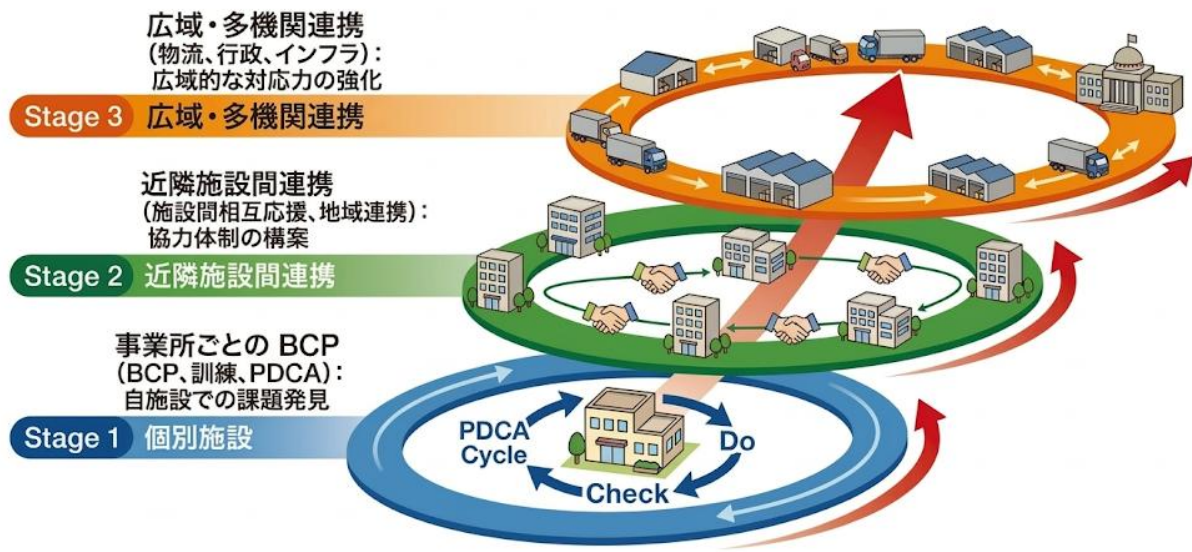 広域・多機関連携
(物流、行政、インフラ)：
広域的な対応力の強化
Stage 3 広域・多機関連携
近隣施設間連携
(施設間相互応援、地域連携)：
協力体制の構案
Stage 2 近隣施設間連携
事業所ごとの BCP
(BCP、訓練、PDCA)：
自施設での課題発見
Stage 1 個別施設
PDCA
Cycle
Do
Check